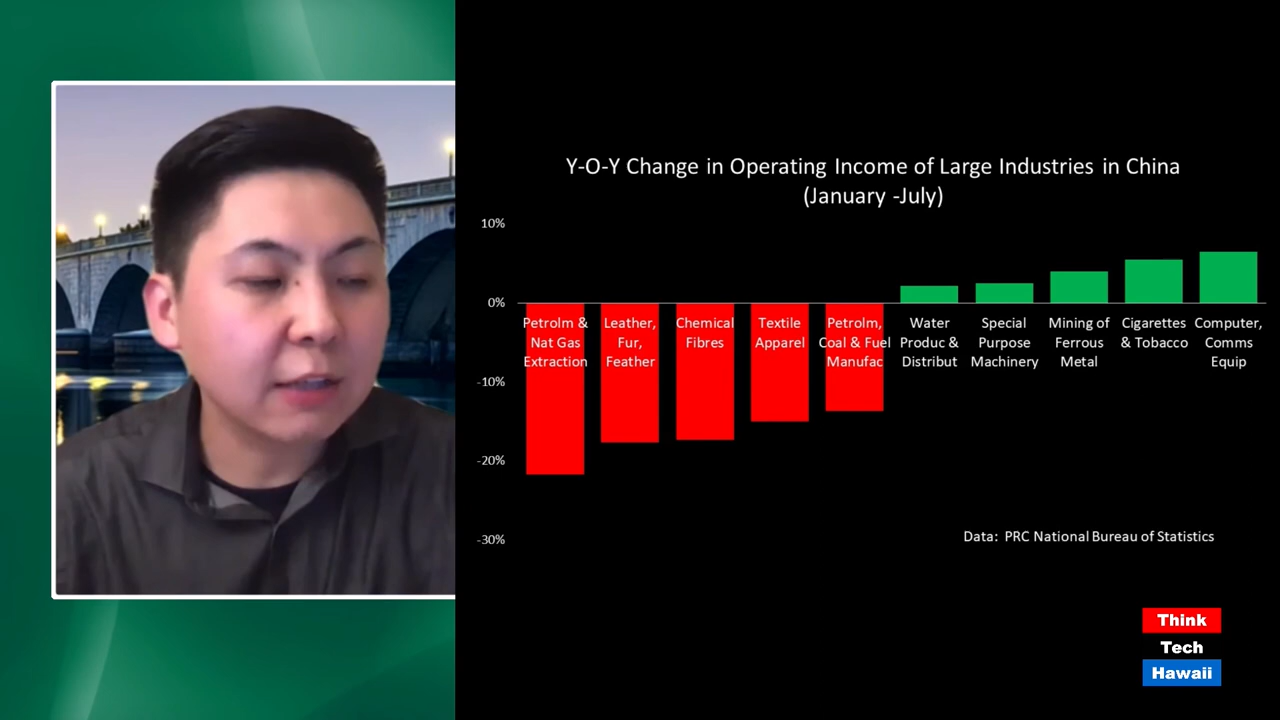 Y-O-Y Change in Operating Income of Large Industries in China
(January -July)
10%
0%
-10%
-20%
-30%
Petrolm &
Nat Gas
Extraction
Leather,
Fur,
Feather
Chemical
Fibres
Textile
Apparel
Petrolm,
Coal & Fuel
Manufac
Water
Produc &
Distribut
Special
Purpose
Machinery
Mining of
Ferrous
Metal
Cigarettes
& Tobacco
Computer,
Comms
Equip
Data: PRC National Bureau of Statistics
Think
Tech
Hawaii